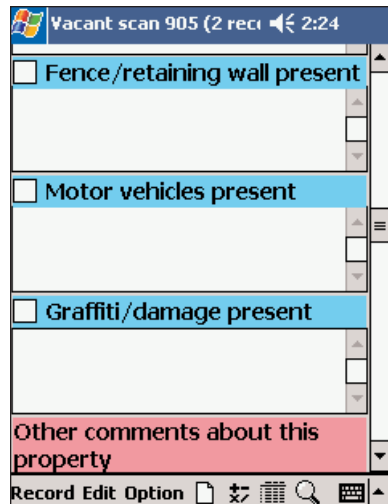 Vacant scan 905 (2 rec 2:24
Fence/retaining wall present
Motor vehicles present
Graffiti/damage present
Other comments about this
property
Record Edit Option